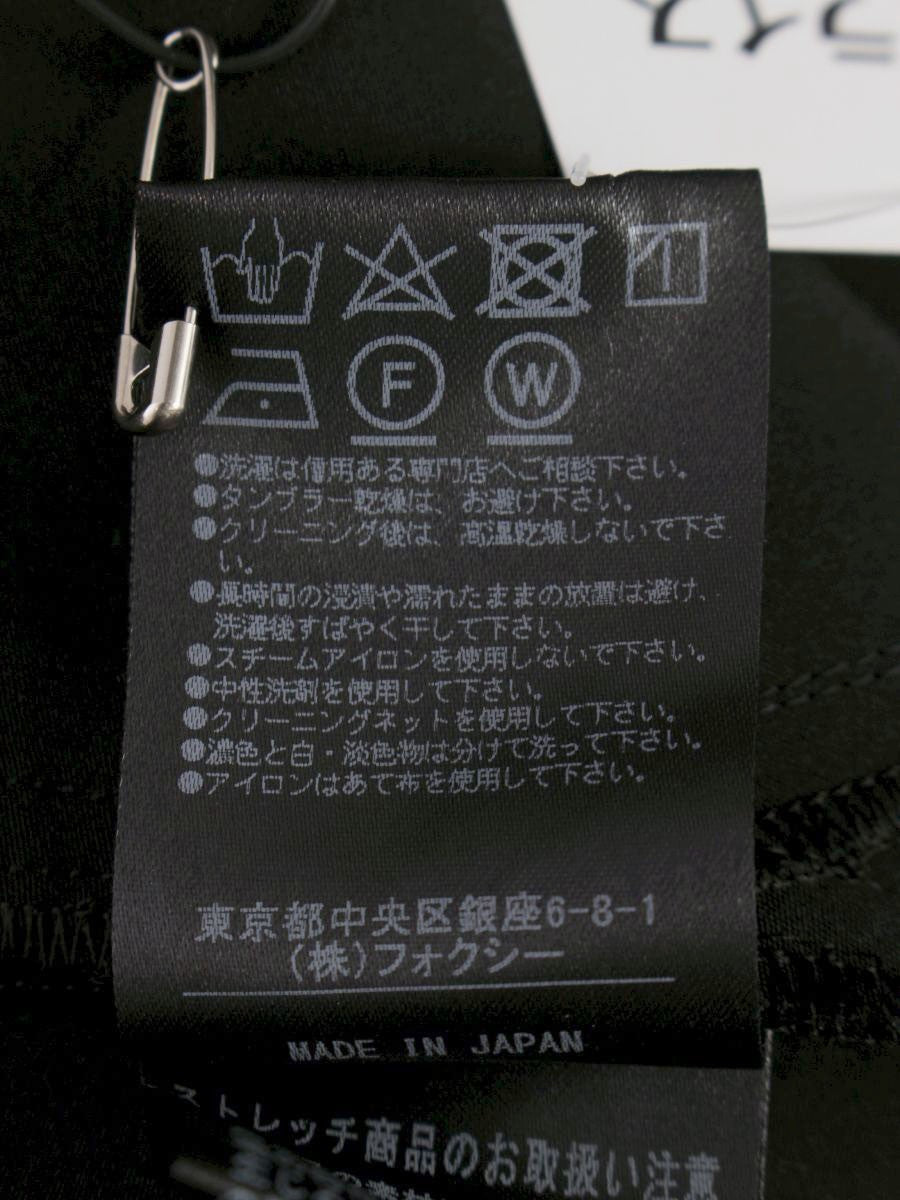 ライス
F W
●洗濯は信用ある専門店へご相談下さい。
●タンブラー乾燥は、お避け下さい。
●クリーニング後は、高温乾燥しないで下さ
い。
●長時間の浸漬や濡れたままの放置は避け、
洗濯後すばやく干して下さい。
●スチームアイロンを使用しないで下さい。
●中性洗剤を使用して下さい。
●クリーニングネットを使用して下さい。
●濃色と白・淡色物は分けて洗って下さい。
●アイロンはあて布を使用して下さい。
東京都中央区銀座6-8-1
(株)フォクシー
MADE IN JAPAN
ストレッチ商品のお取扱い注意